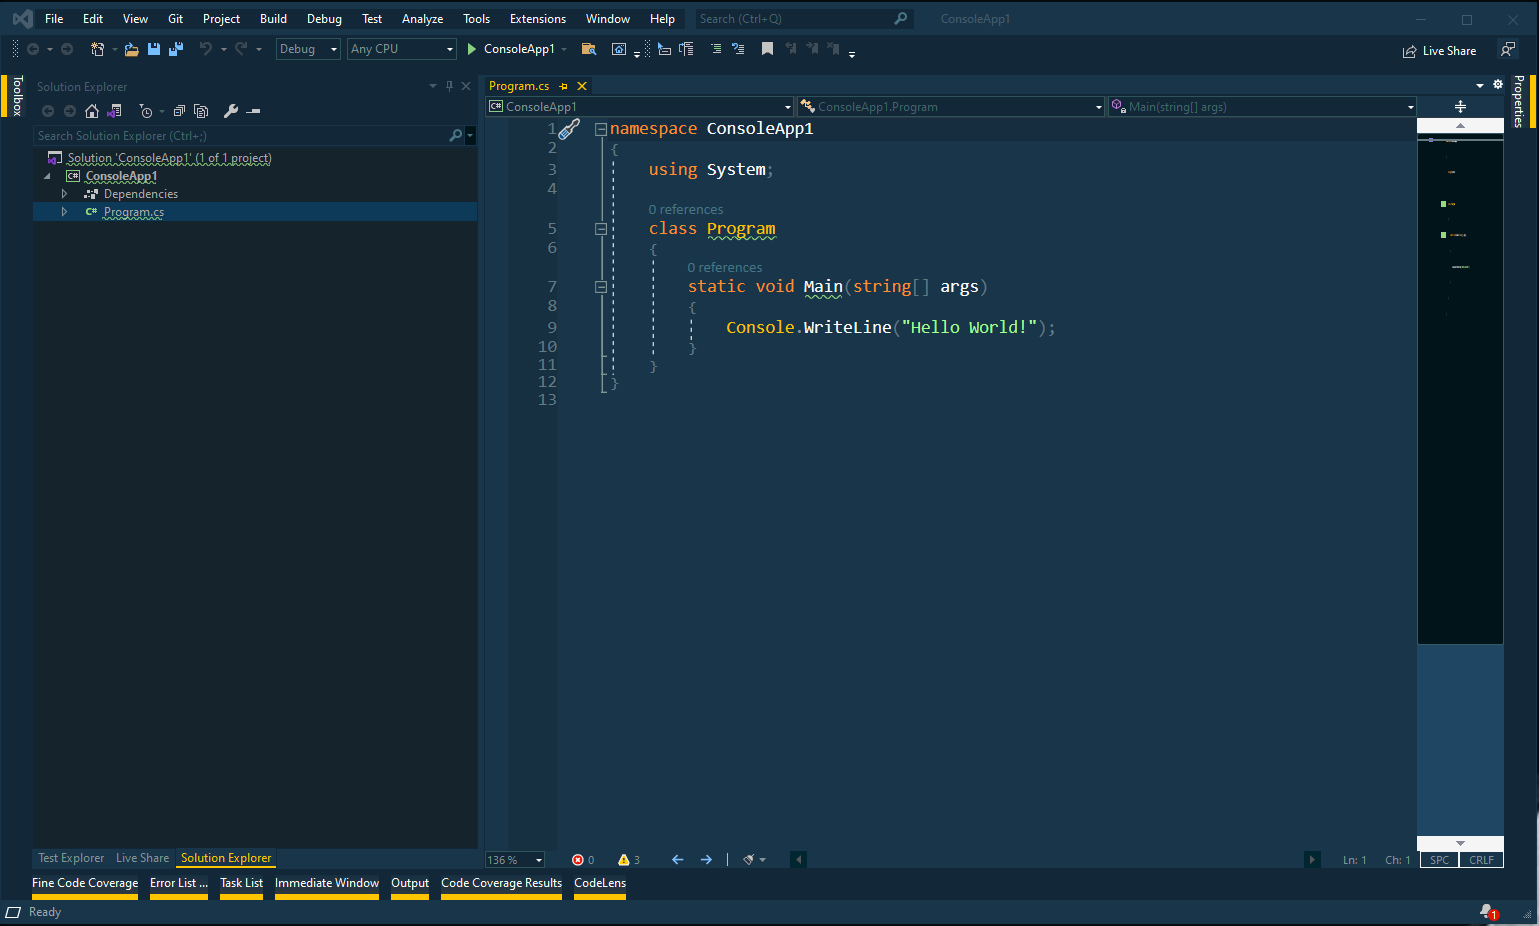 File Edit View Git Project Build Debug Test Analyze Tools Extensions Window Help Search (Ctrl+Q) ConsoleApp1
Debug Any CPU ConsoleApp1 Live Share
Toolbox
Solution Explorer
Search Solution Explorer (Ctrl+;)
Solution 'ConsoleApp1' (1 of 1 project)
C# ConsoleApp1
Dependencies
C# Program.cs
Test Explorer Live Share Solution Explorer
Program.cs
C# ConsoleApp1 ConsoleApp1.Program Main(string[] args)
1 namespace ConsoleApp1
2 {
3 using System;
4
0 references
5 class Program
6 {
0 references
7 static void Main(string[] args)
8 {
9 Console.WriteLine("Hello World!");
10 }
11 }
12 }
13
136 % 0 3 Ln: 1 Ch: 1 SPC CRLF
Properties
Fine Code Coverage Error List ... Task List Immediate Window Output Code Coverage Results CodeLens
Ready 1